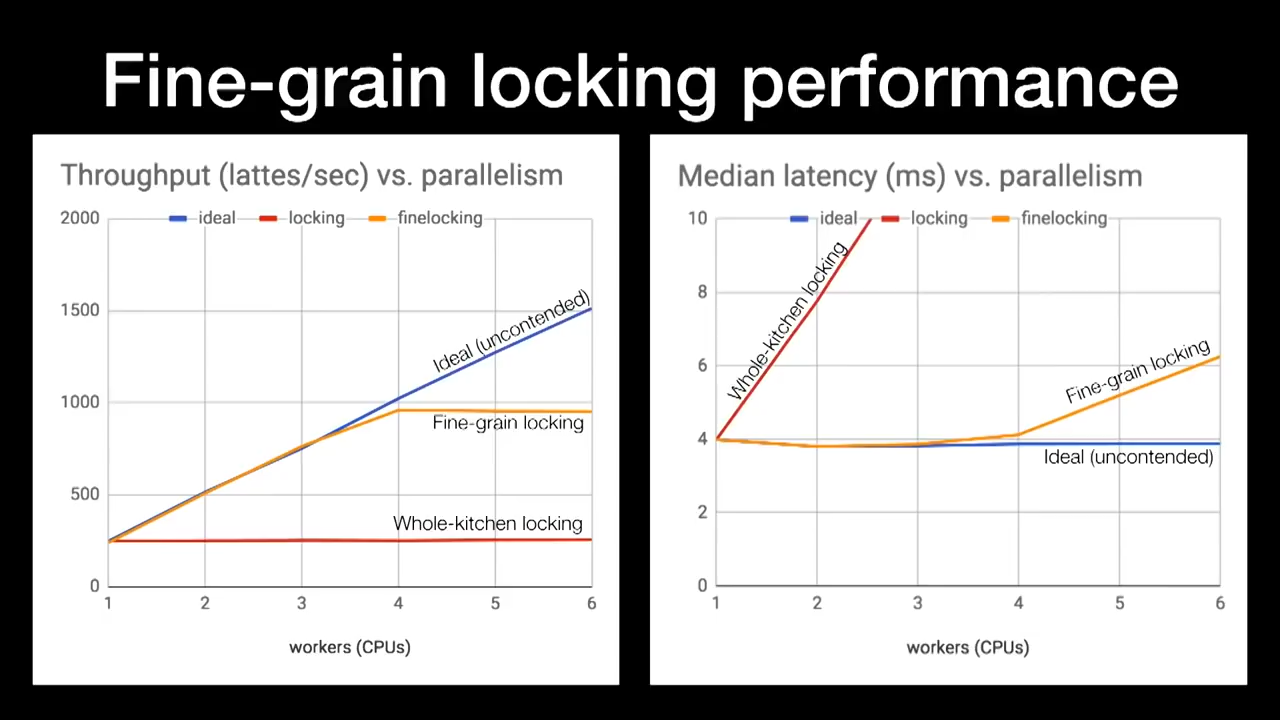 Fine-grain locking performance
Throughput (lattes/sec) vs. parallelism
ideal locking finelocking
2000
1500
1000
500
0
Ideal (uncontended)
Fine-grain locking
Whole-kitchen locking
1 2 3 4 5 6
workers (CPUs)
Median latency (ms) vs. parallelism
ideal locking finelocking
10
8
6
4
2
0
Whole-kitchen locking
Fine-grain locking
Ideal (uncontended)
1 2 3 4 5 6
workers (CPUs)